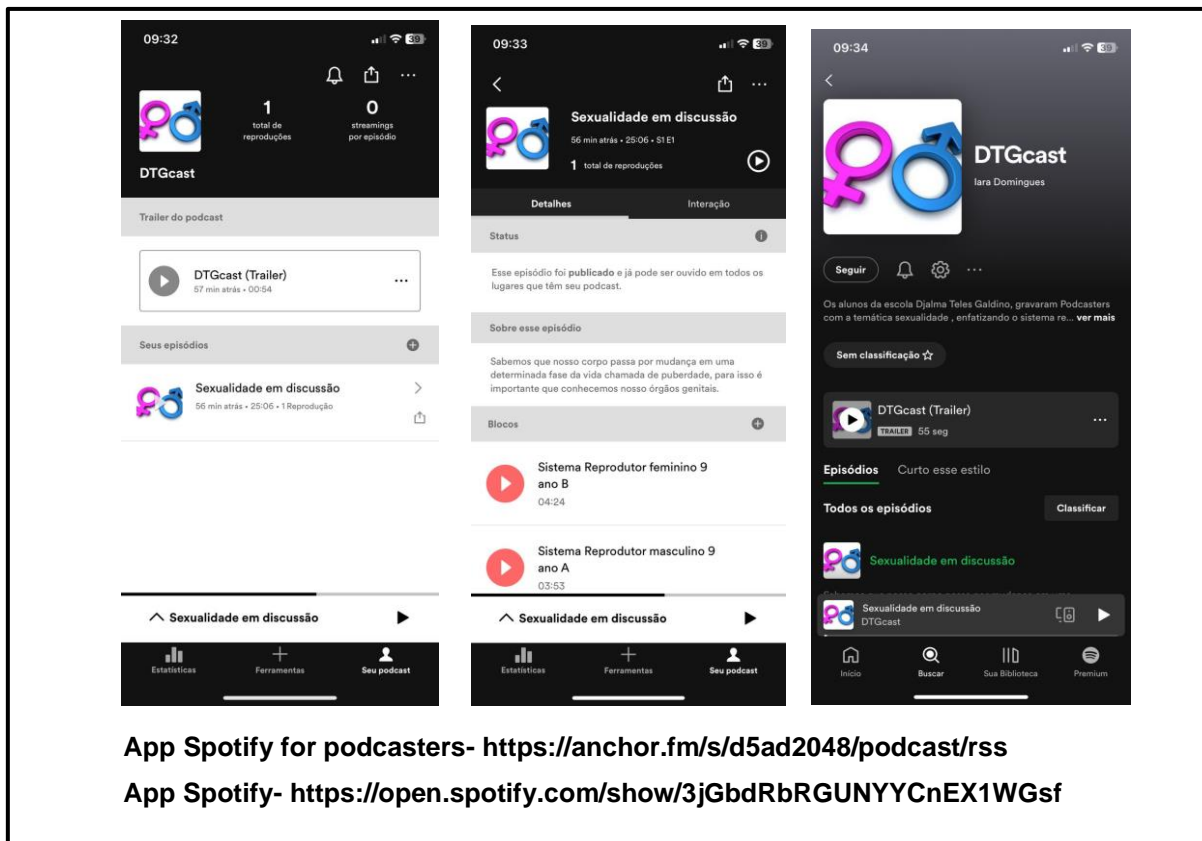 09:32
39
1
total de
reproduções
0
streamings
por episódio
DTGcast
Trailer do podcast
DTGcast (Trailer)
57 min atrás • 00:54
Seus episódios
Sexualidade em discussão
56 min atrás • 25:06 • 1 Reprodução
Sexualidade em discussão
Estatísticas
Ferramentas
Seu podcast
09:33
39
Sexualidade em discussão
56 min atrás • 25:06 • S1 E1
1 total de reproduções
Detalhes
Interação
Status
Esse episódio foi publicado e já pode ser ouvido em todos os
lugares que têm seu podcast.
Sobre esse episódio
Sabemos que nosso corpo passa por mudança em uma
determinada fase da vida chamada de puberdade, para isso é
importante que conhecemos nosso órgãos genitais.
Blocos
Sistema Reprodutor feminino 9
ano B
04:24
Sistema Reprodutor masculino 9
ano A
03:53
Sexualidade em discussão
Estatísticas
Ferramentas
Seu podcast
09:34
39
DTGcast
Iara Domingues
Seguir
Os alunos da escola Djalma Teles Galdino, gravaram Podcasters
com a temática sexualidade , enfatizando o sistema re... ver mais
Sem classificação
DTGcast (Trailer)
TRAILER 55 seg
Episódios
Curto esse estilo
Todos os episódios
Classificar
Sexualidade em discussão
Sexualidade em discussão
DTGcast
Início
Buscar
Sua Biblioteca
Premium
App Spotify for podcasters- https://anchor.fm/s/d5ad2048/podcast/rss
App Spotify- https://open.spotify.com/show/3jGbdRbRGUNYYCnEX1WGsf